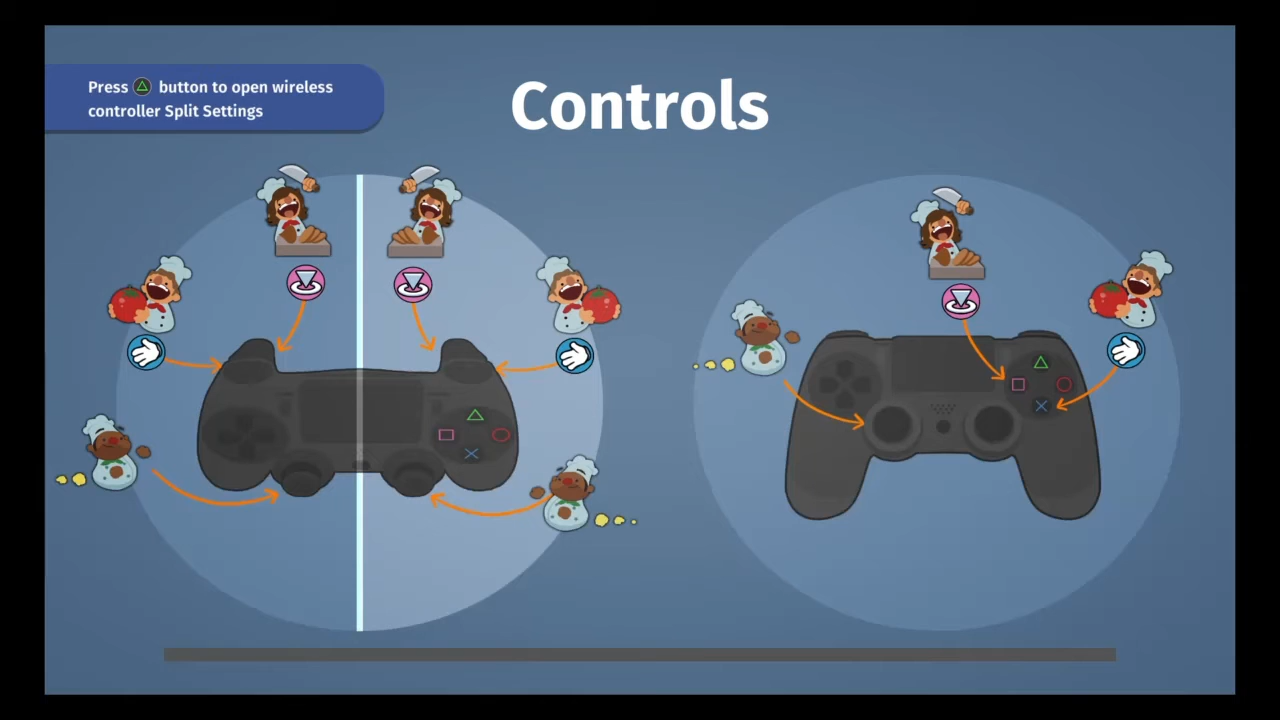 Press △ button to open wireless
controller Split Settings
Controls